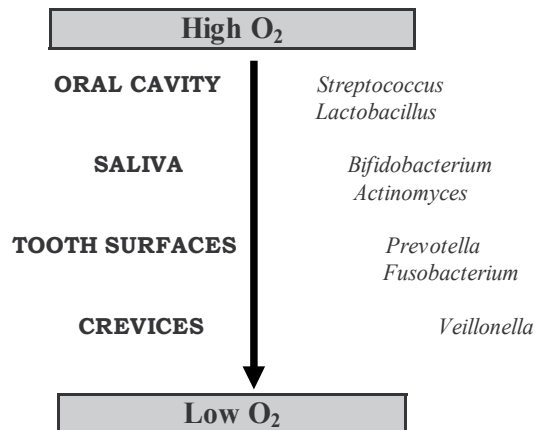 High O₂
ORAL CAVITY Streptococcus
Lactobacillus
SALIVA Bifidobacterium
Actinomyces
TOOTH SURFACES Prevotella
Fusobacterium
CREVICES Veillonella
Low O₂